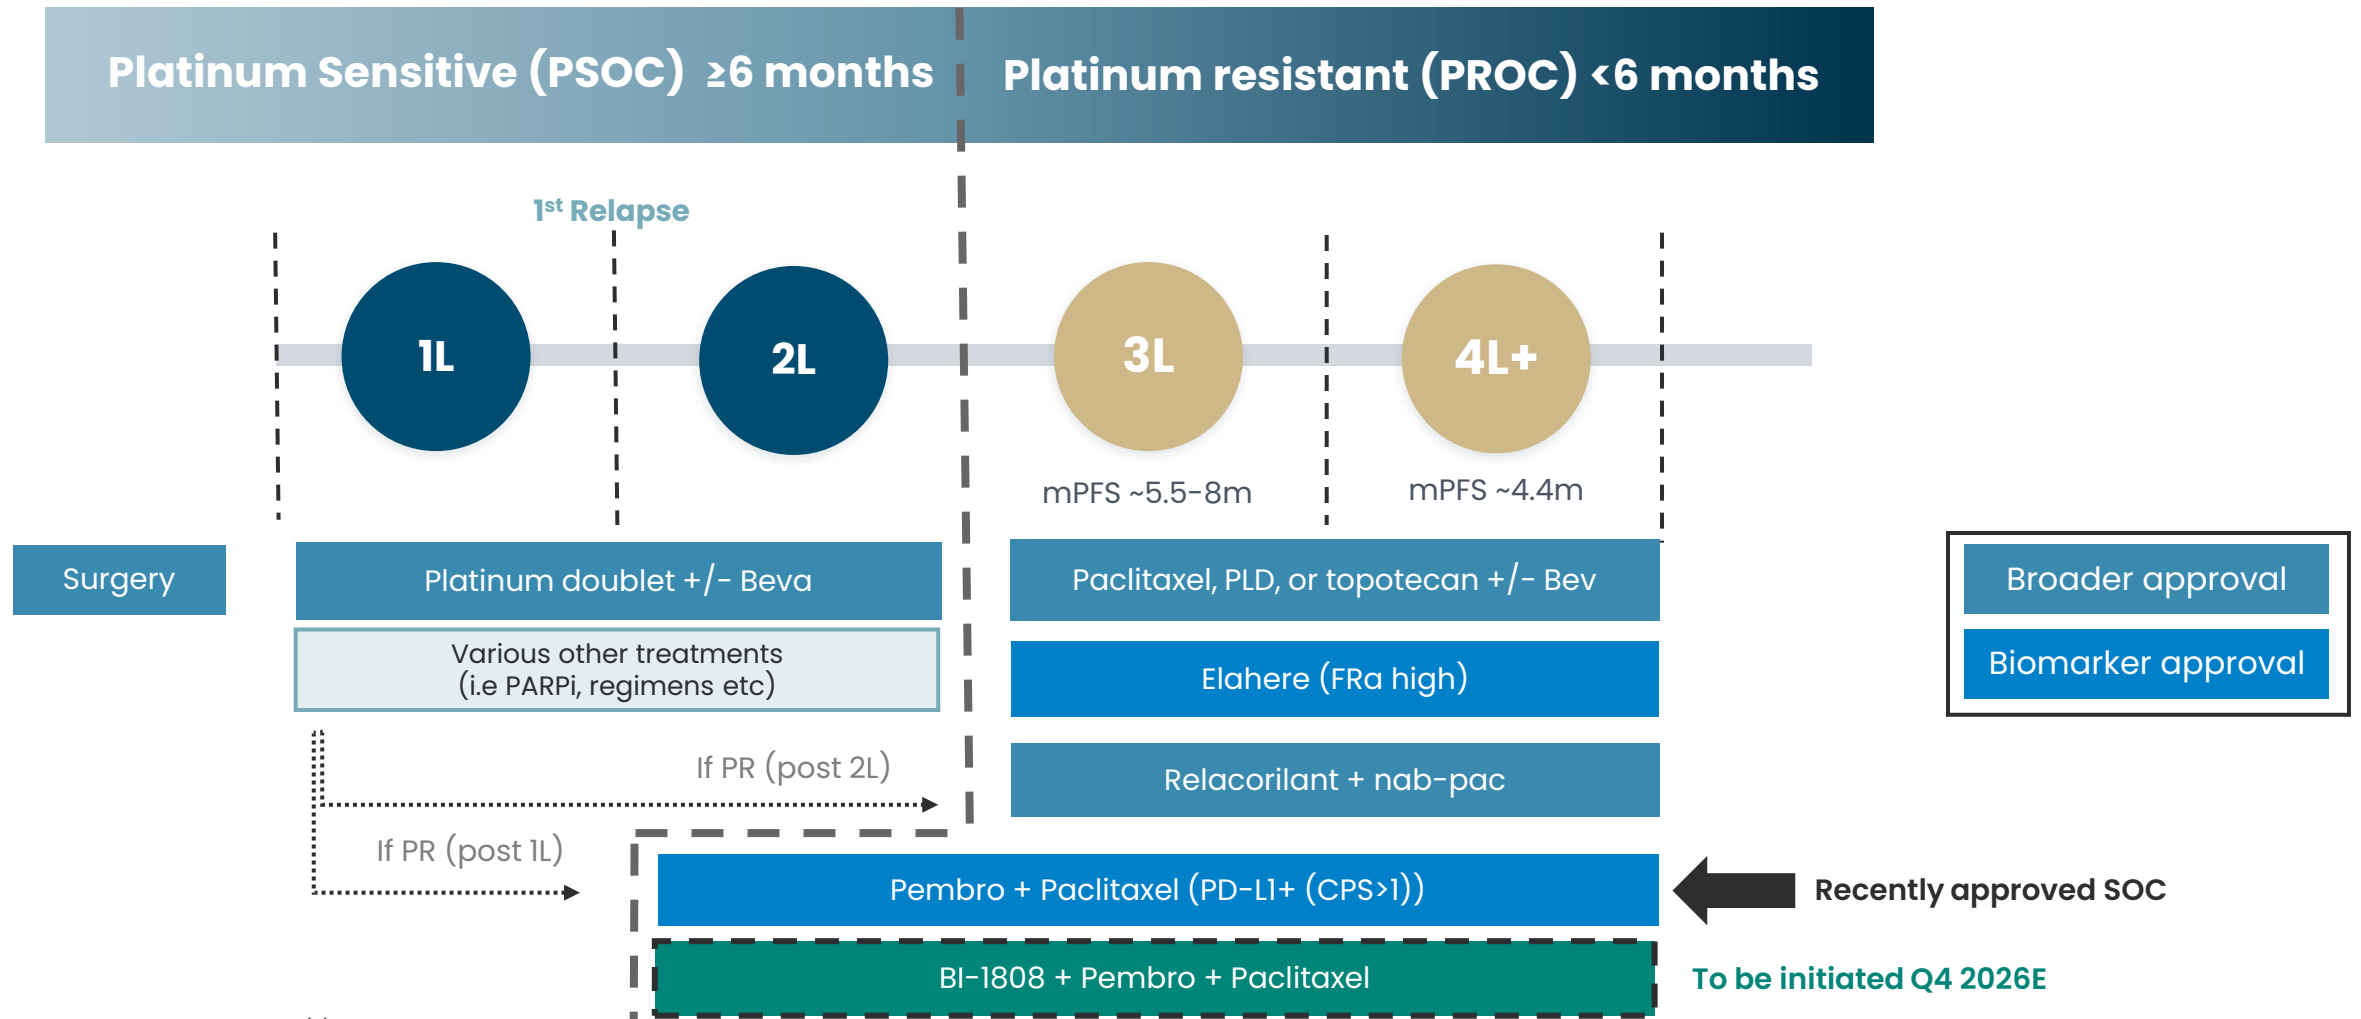 Platinum Sensitive (PSOC) ≥6 months
Platinum resistant (PROC) <6 months
1st Relapse
1L
2L
3L
4L+
mPFS ~5.5-8m
mPFS ~4.4m
Surgery
Platinum doublet +/- Beva
Paclitaxel, PLD, or topotecan +/- Bev
Broader approval
Various other treatments
(i.e PARPi, regimens etc)
Elahere (FRa high)
Biomarker approval
If PR (post 2L)
Relacorilant + nab-pac
If PR (post 1L)
Pembro + Paclitaxel (PD-L1+ (CPS>1))
Recently approved SOC
BI-1808 + Pembro + Paclitaxel
To be initiated Q4 2026E